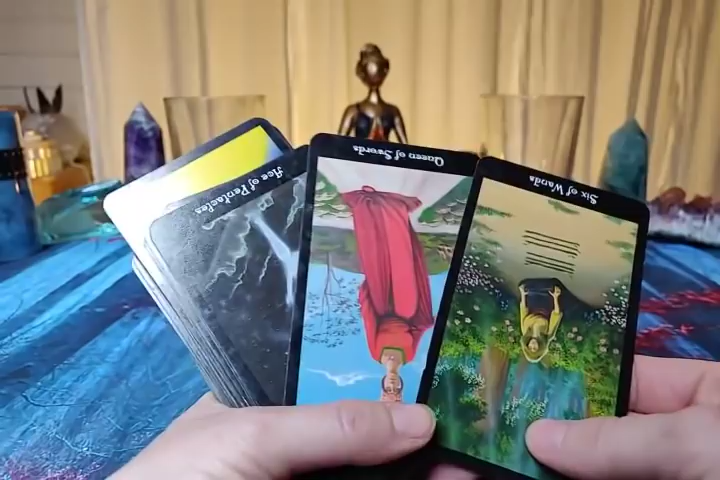 Ace of Pentacles
Queen of Swords
Six of Wands